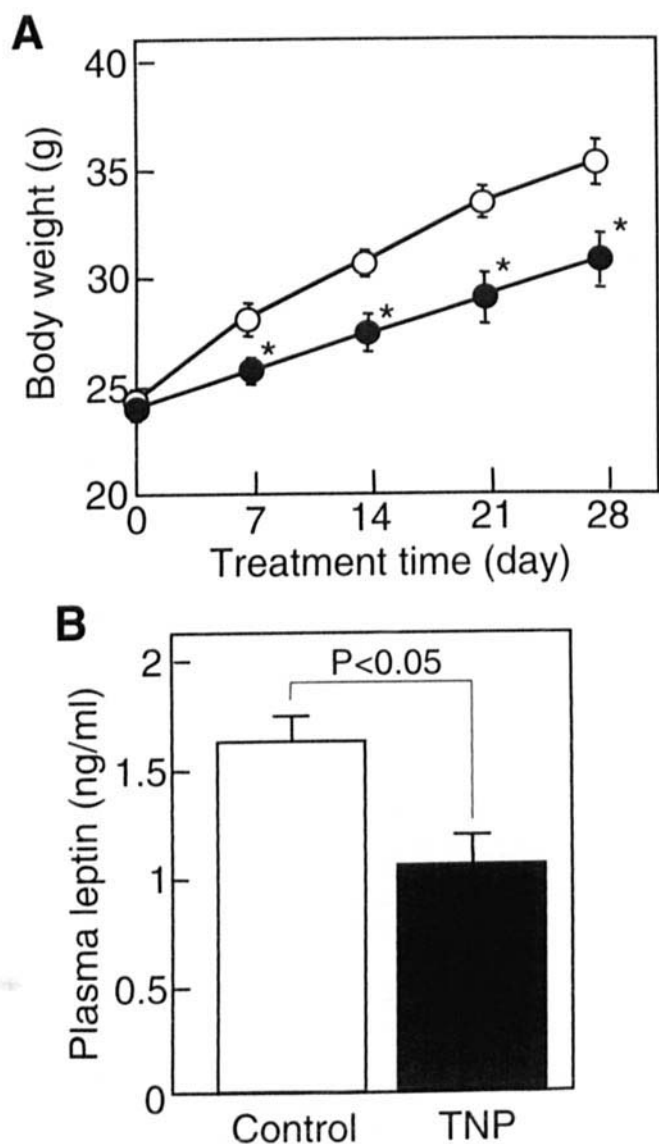 A
Body weight (g)
40
35
30
25
20
0 7 14 21 28
* * * *
Treatment time (day)
B
Plasma leptin (ng/ml)
2
1.5
1
0.5
0
P<0.05
Control TNP